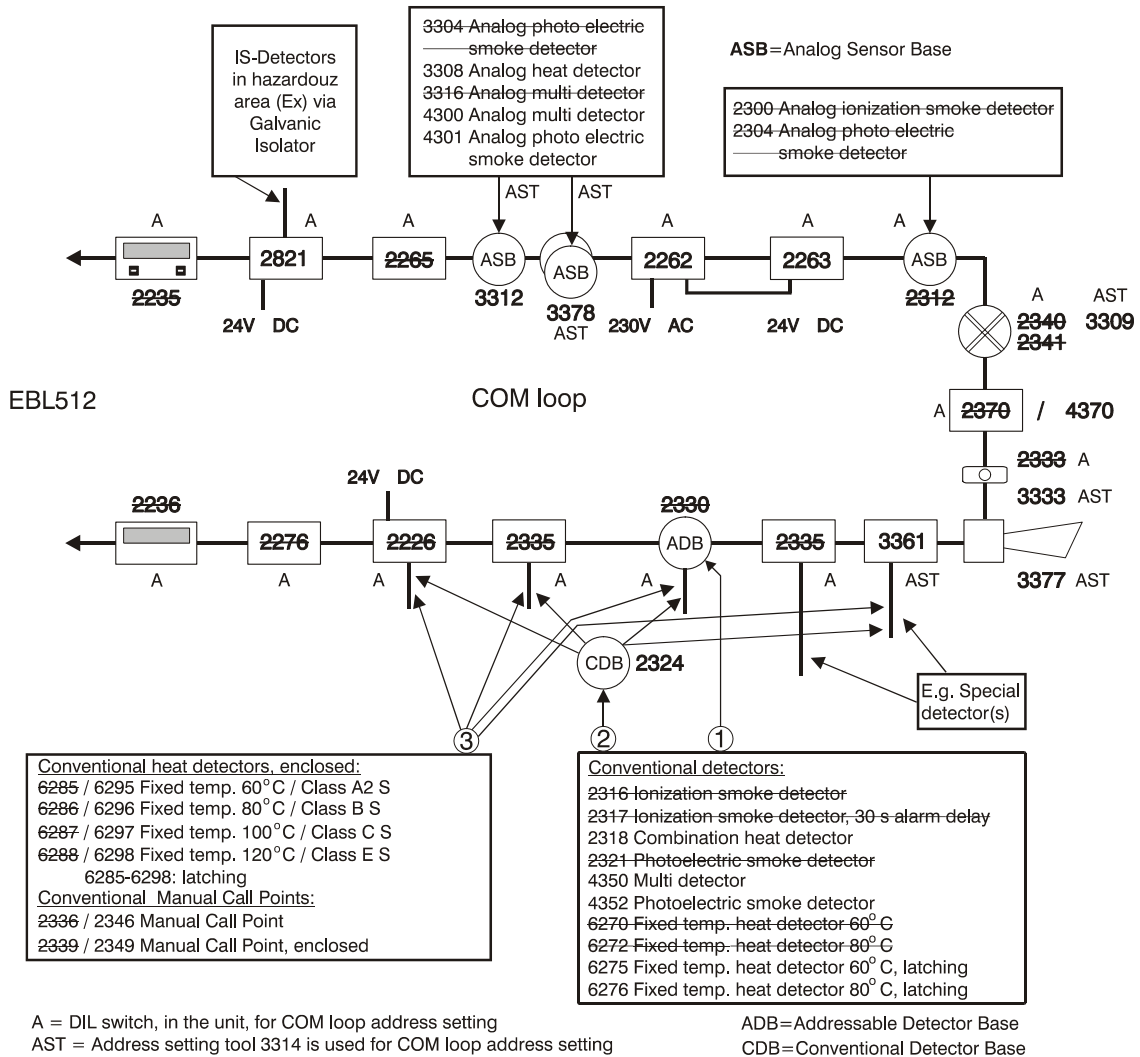 3304 Analog photo electric
smoke detector
3308 Analog heat detector
3316 Analog multi detector
4300 Analog multi detector
4301 Analog photo electric
smoke detector
IS-Detectors
in hazardouz
area (Ex) via
Galvanic
Isolator
ASB=Analog Sensor Base
2300 Analog ionization smoke detector
2304 Analog photo electric
smoke detector
AST AST
A A A A A A
2821 2265 ASB ASB 2262 2263 ASB
2235 3312 3378 2312
24V DC AST 230V AC 24V DC
A AST
2340 3309
2341
EBL512 COM loop
A 2370 / 4370
2333 A
3333 AST
24V DC
2236 2330
2276 2226 2335 ADB 2335 3361
A A A A A A AST
3377 AST
CDB 2324
E.g. Special
detector(s)
3 2 1
Conventional heat detectors, enclosed:
6285 / 6295 Fixed temp. 60°C / Class A2 S
6286 / 6296 Fixed temp. 80°C / Class B S
6287 / 6297 Fixed temp. 100°C / Class C S
6288 / 6298 Fixed temp. 120°C / Class E S
6285-6298: latching
Conventional Manual Call Points:
2336 / 2346 Manual Call Point
2339 / 2349 Manual Call Point, enclosed
Conventional detectors:
2316 Ionization smoke detector
2317 Ionization smoke detector, 30 s alarm delay
2318 Combination heat detector
2321 Photoelectric smoke detector
4350 Multi detector
4352 Photoelectric smoke detector
6270 Fixed temp. heat detector 60°C
6272 Fixed temp. heat detector 80°C
6275 Fixed temp. heat detector 60°C, latching
6276 Fixed temp. heat detector 80°C, latching
A = DIL switch, in the unit, for COM loop address setting
AST = Address setting tool 3314 is used for COM loop address setting
ADB=Addressable Detector Base
CDB=Conventional Detector Base